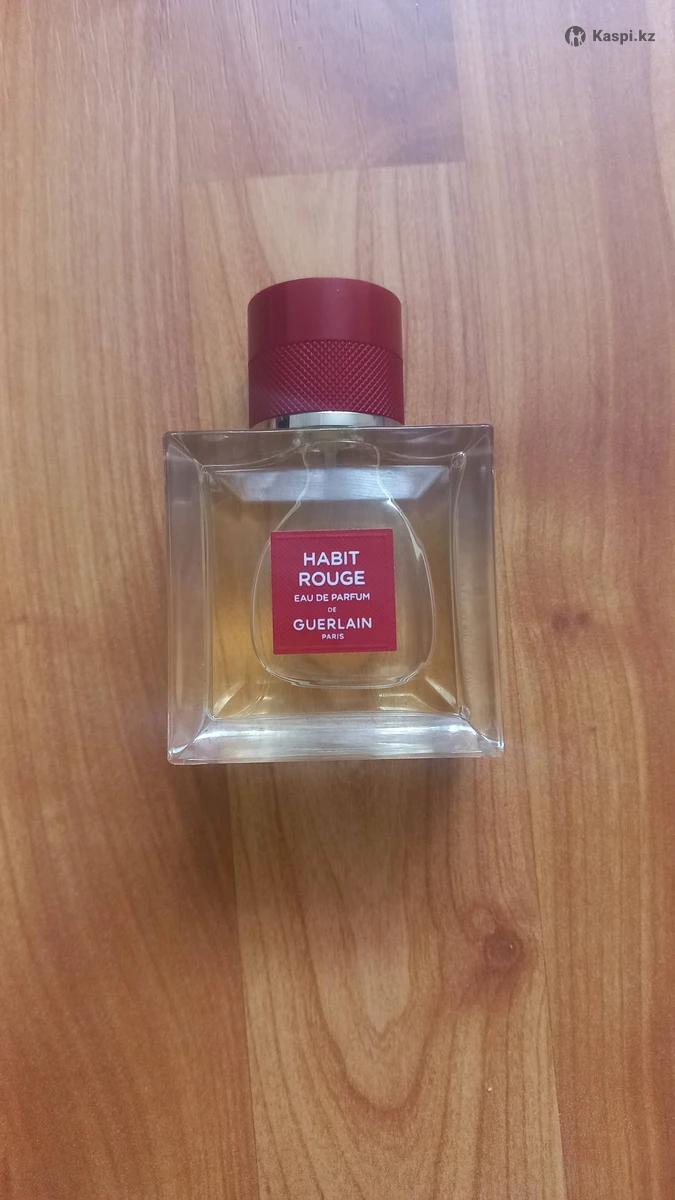 Kaspi.kz
HABIT
ROUGE
EAU DE PARFUM
DE
GUERLAIN
PARIS